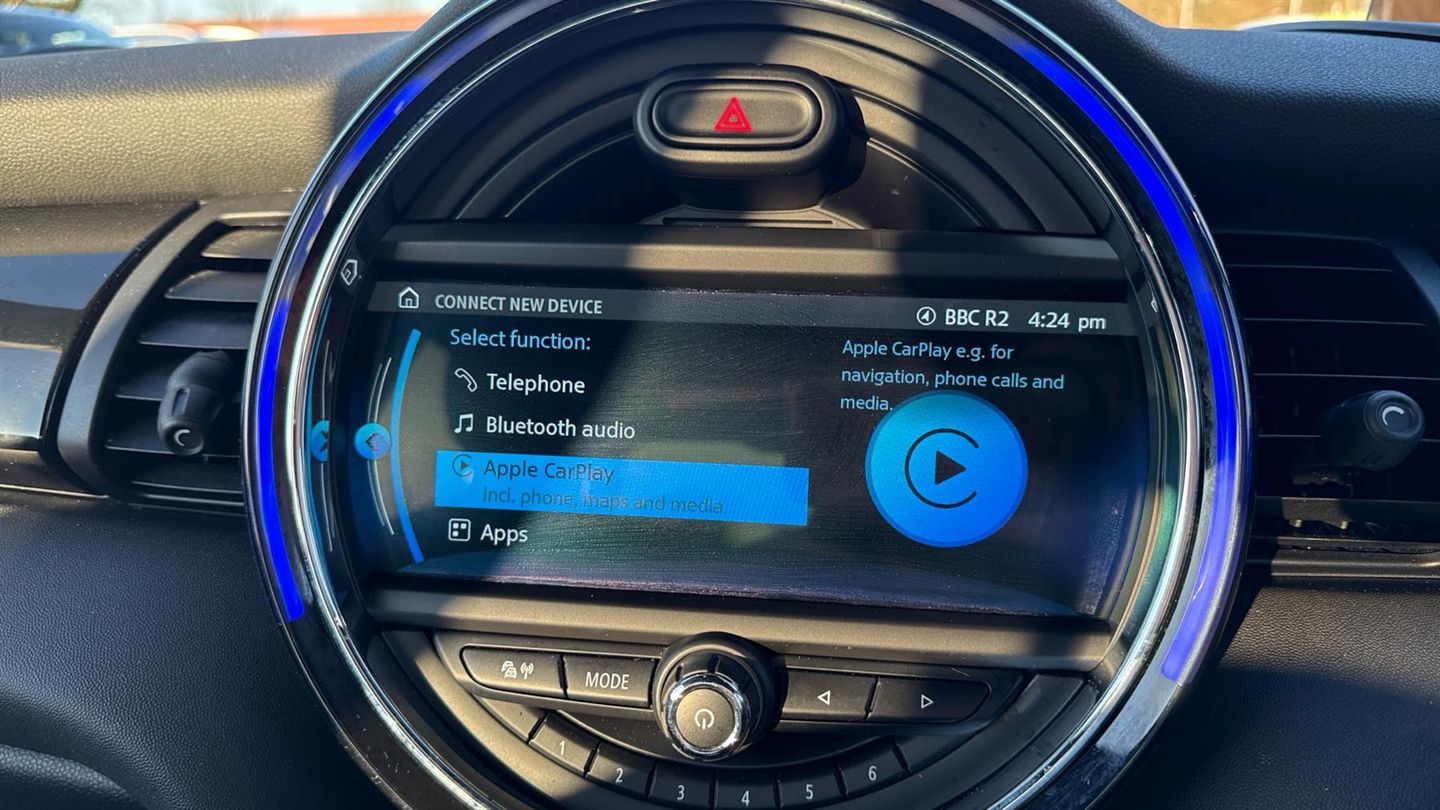 CONNECT NEW DEVICE
BBC R2 4:24 pm
Select function:
Telephone
Bluetooth audio
Apple CarPlay
Incl. phone, maps and media
Apps
Apple CarPlay e.g. for
navigation, phone calls and
media.
MODE
1
2
3
4
5
6